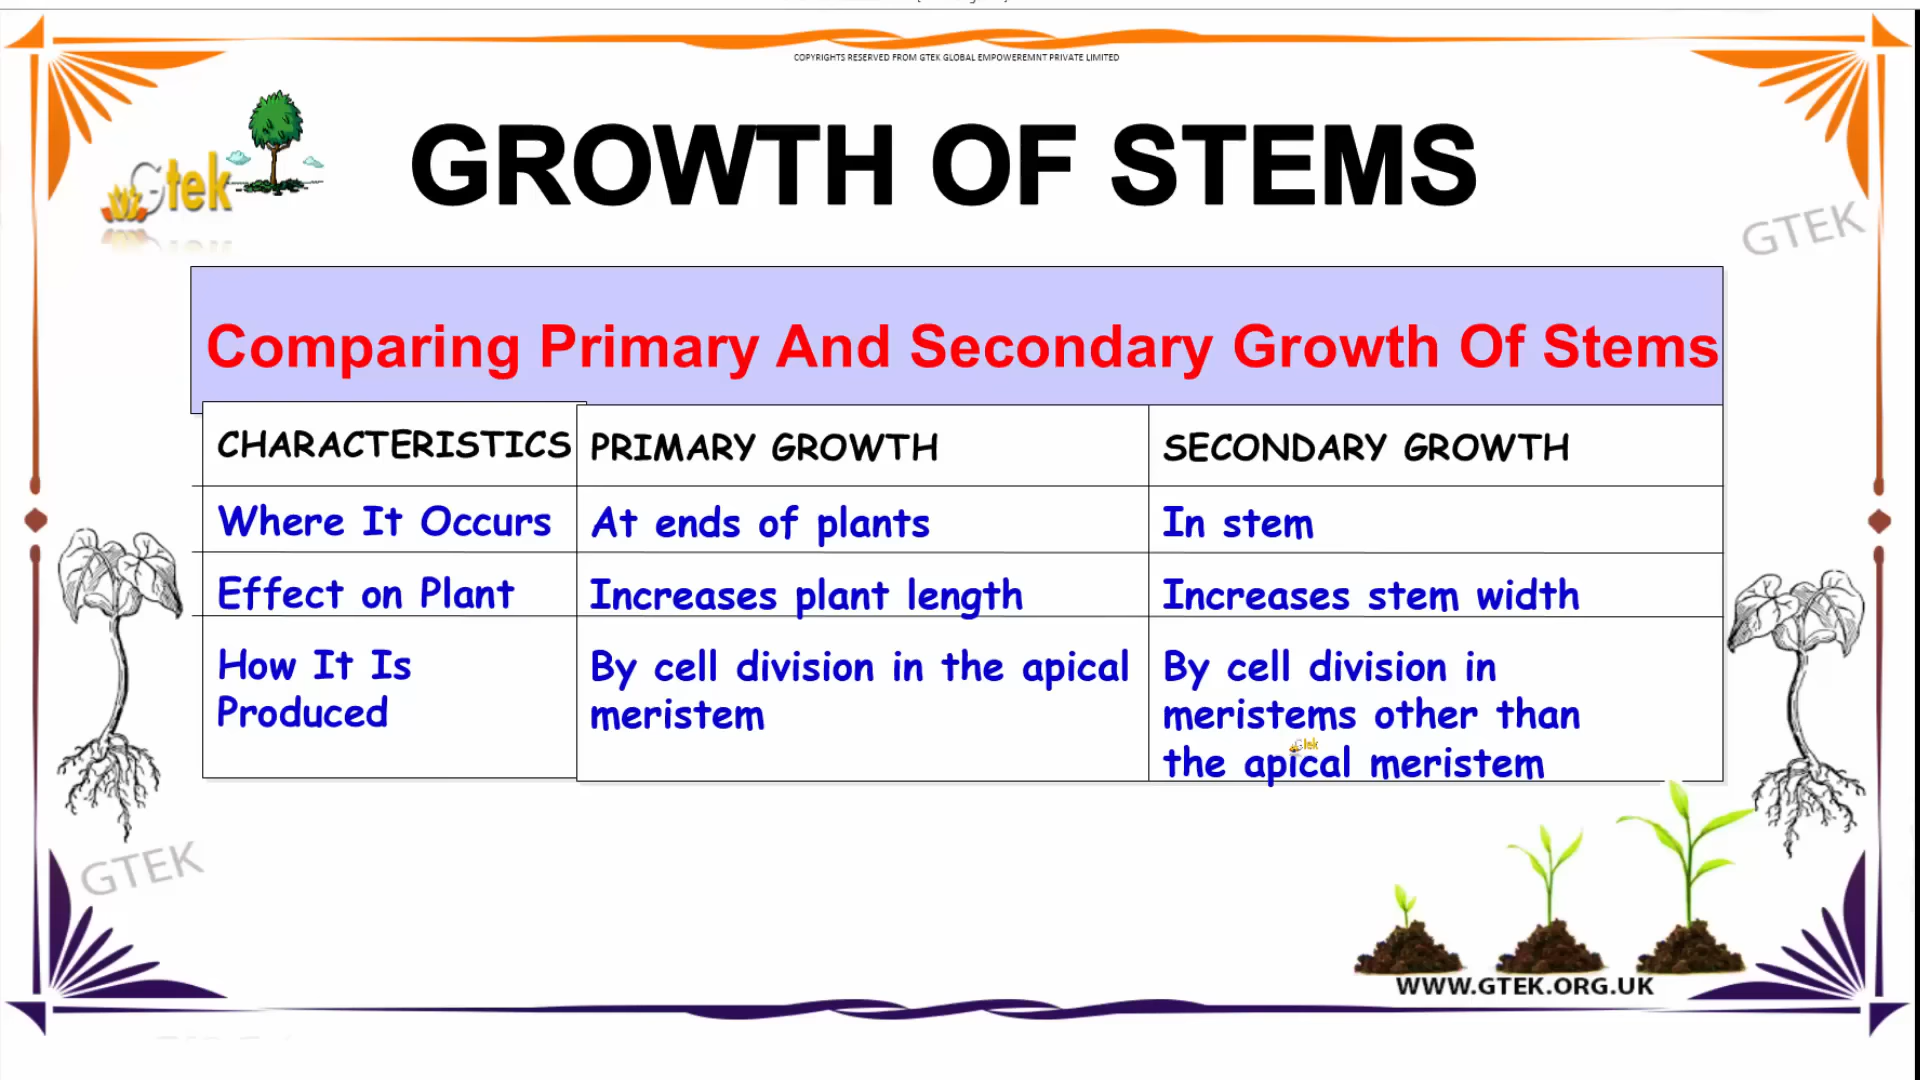 COPYRIGHTS RESERVED FROM GTEK GLOBAL EMPOWEREMNT PRIVATE LIMITED
Gtek
GROWTH OF STEMS
GTEK
Comparing Primary And Secondary Growth Of Stems
CHARACTERISTICS PRIMARY GROWTH SECONDARY GROWTH
Where It Occurs At ends of plants In stem
Effect on Plant Increases plant length Increases stem width
How It Is By cell division in the apical By cell division in
Produced meristem meristems other than
Gtek
the apical meristem
GTEK
WWW.GTEK.ORG.UK